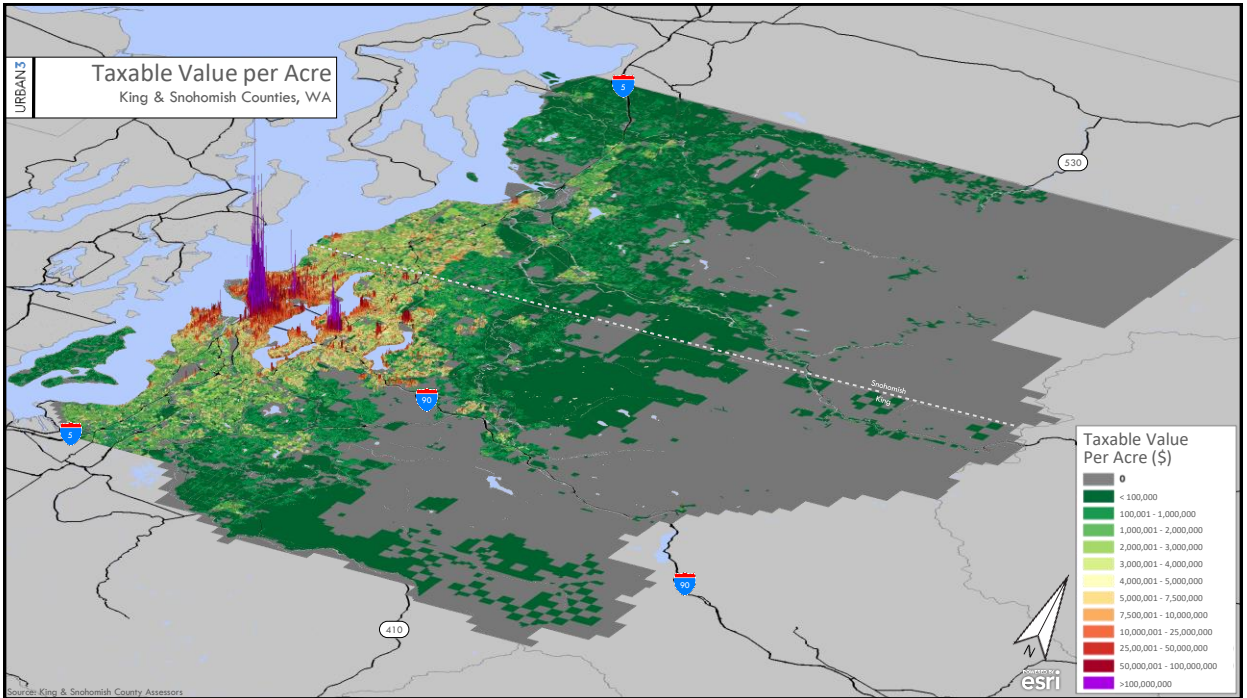 URBAN3
Taxable Value per Acre
King & Snohomish Counties, WA
5
530
Snohomish
King
90
5
90
410
Taxable Value
Per Acre ($)
0
< 100,000
100,001 - 1,000,000
1,000,001 - 2,000,000
2,000,001 - 3,000,000
3,000,001 - 4,000,000
4,000,001 - 5,000,000
5,000,001 - 7,500,000
7,500,001 - 10,000,000
10,000,001 - 25,000,000
25,00,001 - 50,000,000
50,000,001 - 100,000,000
>100,000,000
N
POWERED BY
esri
Source: King & Snohomish County Assessors